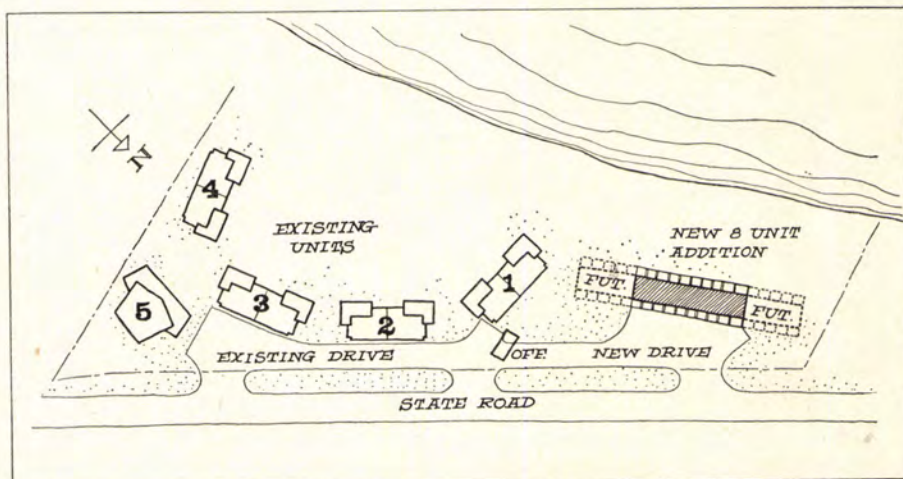 N
4
EXISTING
UNITS
NEW 8 UNIT
ADDITION
5
3
2
1
FUT.
FUT.
EXISTING DRIVE
OFF.
NEW DRIVE
STATE ROAD